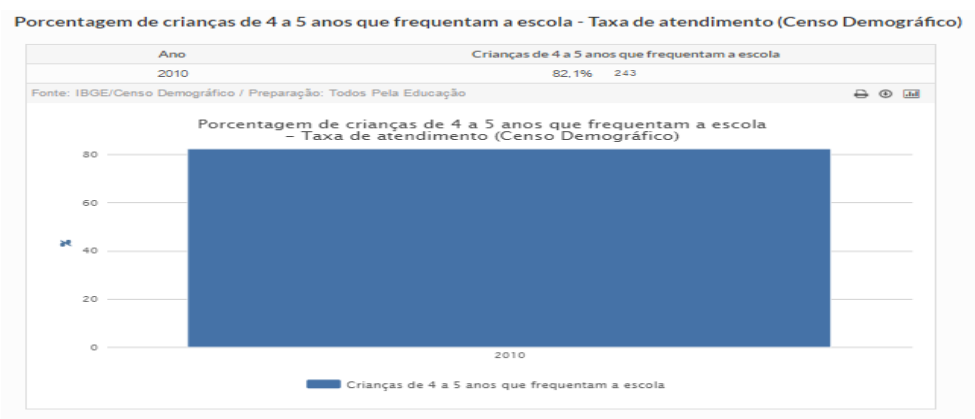 Porcentagem de crianças de 4 a 5 anos que frequentam a escola - Taxa de atendimento (Censo Demográfico)
Ano Crianças de 4 a 5 anos que frequentam a escola
2010 82,1% 243
Fonte: IBGE/Censo Demográfico / Preparação: Todos Pela Educação
Porcentagem de crianças de 4 a 5 anos que frequentam a escola
– Taxa de atendimento (Censo Demográfico)
80
60
%
40
20
0
2010
Crianças de 4 a 5 anos que frequentam a escola